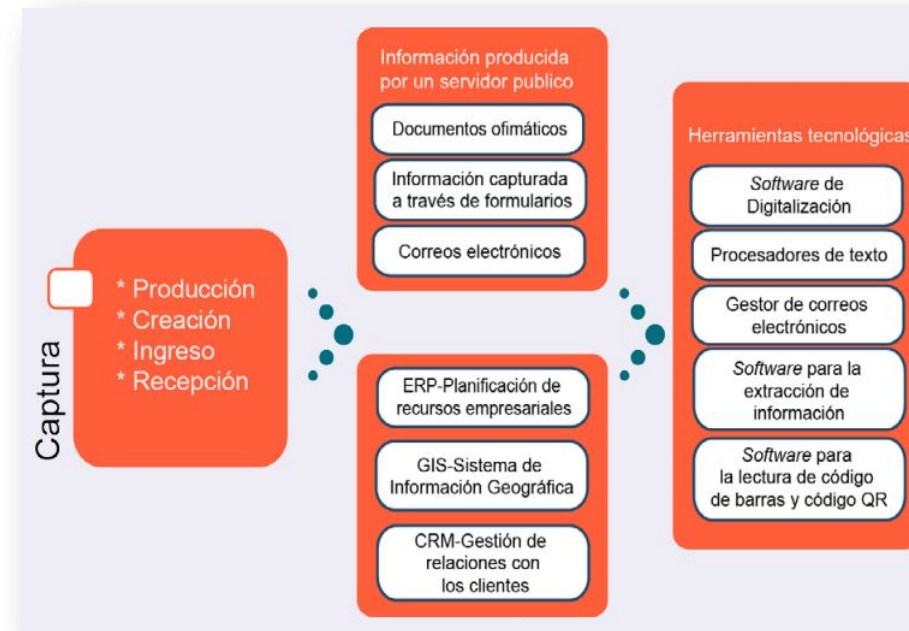 Captura
* Producción
* Creación
* Ingreso
* Recepción
Información producida
por un servidor publico
Documentos ofimáticos
Información capturada
a través de formularios
Correos electrónicos
ERP-Planificación de
recursos empresariales
GIS-Sistema de
Información Geográfica
CRM-Gestión de
relaciones con
los clientes
Herramientas tecnológicas
Software de
Digitalización
Procesadores de texto
Gestor de correos
electrónicos
Software para la
extracción de
información
Software para
la lectura de código
de barras y código QR